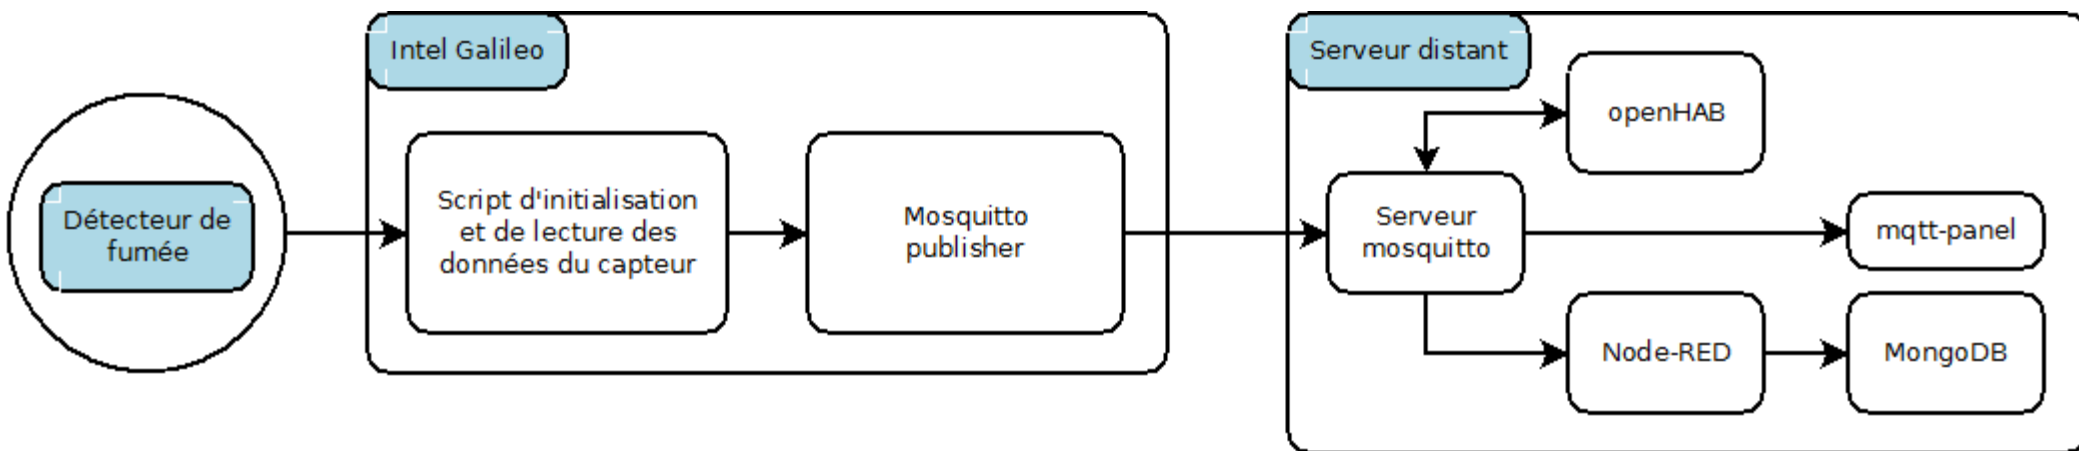 Intel Galileo
Serveur distant
openHAB
Détecteur de
fumée
Script d'initialisation
et de lecture des
données du capteur
Mosquitto
publisher
Serveur
mosquitto
mqtt-panel
Node-RED
MongoDB